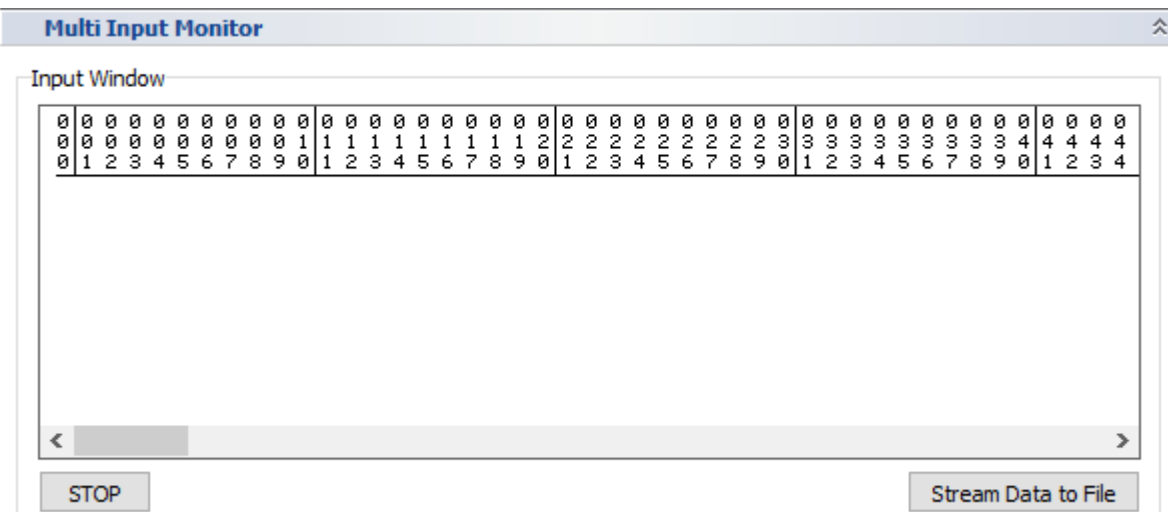 Multi Input Monitor
Input Window
0 0 0 0 0 0 0 0 0 0 0 0 0 0 0 0 0 0 0 0 0 0 0 0 0 0 0 0 0 0 0 0 0 0 0 0 0 0 0 0 0 0 0 0 0
0 0 0 0 0 0 0 0 0 0 1 1 1 1 1 1 1 1 1 1 2 2 2 2 2 2 2 2 2 2 3 3 3 3 3 3 3 3 3 3 4 4 4 4 4
0 1 2 3 4 5 6 7 8 9 0 1 2 3 4 5 6 7 8 9 0 1 2 3 4 5 6 7 8 9 0 1 2 3 4 5 6 7 8 9 0 1 2 3 4
STOP
Stream Data to File